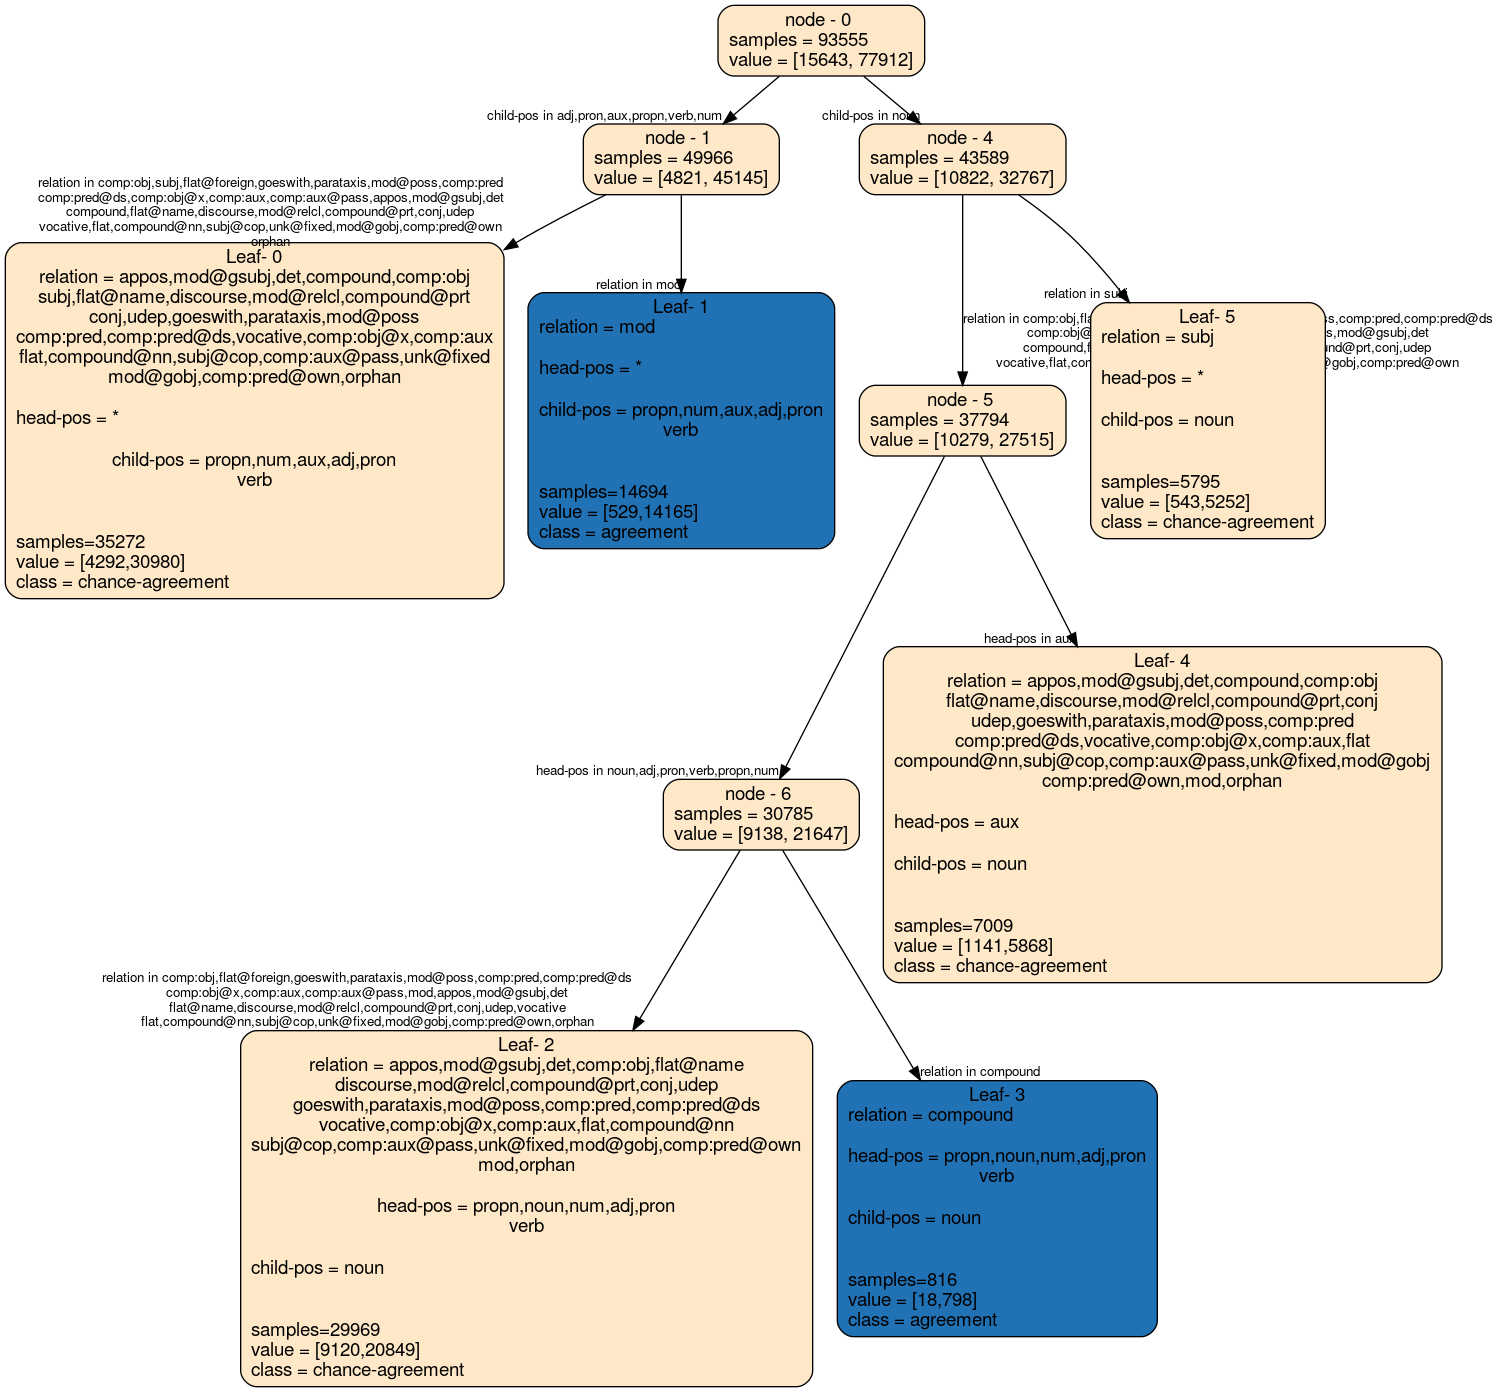 node - 0
samples = 93555
value = [15643, 77912]
child-pos in adj,pron,aux,propn,verb,num
child-pos in noun
node - 1
samples = 49966
value = [4821, 45145]
node - 4
samples = 43589
value = [10822, 32767]
relation in comp:obj,subj,flat@foreign,goeswith,parataxis,mod@poss,comp:pred
comp:pred@ds,comp:obj@x,comp:aux,comp:aux@pass,appos,mod@gsubj,det
compound,flat@name,discourse,mod@relcl,compound@prt,conj,udep
vocative,flat,compound@nn,subj@cop,unk@fixed,mod@gobj,comp:pred@own
orphan
Leaf- 0
relation = appos,mod@gsubj,det,compound,comp:obj
subj,flat@name,discourse,mod@relcl,compound@prt
conj,udep,goeswith,parataxis,mod@poss
comp:pred,comp:pred@ds,vocative,comp:obj@x,comp:aux
flat,compound@nn,subj@cop,comp:aux@pass,unk@fixed
mod@gobj,comp:pred@own,orphan
head-pos = *
child-pos = propn,num,aux,adj,pron
verb
samples=35272
value = [4292,30980]
class = chance-agreement
relation in mod
Leaf- 1
relation = mod
head-pos = *
child-pos = propn,num,aux,adj,pron
verb
samples=14694
value = [529,14165]
class = agreement
relation in subj
Leaf- 5
relation = subj
head-pos = *
child-pos = noun
samples=5795
value = [543,5252]
class = chance-agreement
relation in comp:obj,
comp:pred,comp:pred@ds
mod@gsubj,det
prt,conj,udep
vocative,
comp:pred@own
node - 5
samples = 37794
value = [10279, 27515]
head-pos in aux
Leaf- 4
relation = appos,mod@gsubj,det,compound,comp:obj
flat@name,discourse,mod@relcl,compound@prt,conj
udep,goeswith,parataxis,mod@poss,comp:pred
comp:pred@ds,vocative,comp:obj@x,comp:aux,flat
compound@nn,subj@cop,comp:aux@pass,unk@fixed,mod@gobj
comp:pred@own,mod,orphan
head-pos = aux
child-pos = noun
samples=7009
value = [1141,5868]
class = chance-agreement
head-pos in noun,adj,pron,verb,propn,num
node - 6
samples = 30785
value = [9138, 21647]
relation in comp:obj,flat@foreign,goeswith,parataxis,mod@poss,comp:pred,comp:pred@ds
comp:obj@x,comp:aux,comp:aux@pass,mod,appos,mod@gsubj,det
flat@name,discourse,mod@relcl,compound@prt,conj,udep,vocative
flat,compound@nn,subj@cop,unk@fixed,mod@gobj,comp:pred@own,orphan
Leaf- 2
relation = appos,mod@gsubj,det,comp:obj,flat@name
discourse,mod@relcl,compound@prt,conj,udep
goeswith,parataxis,mod@poss,comp:pred,comp:pred@ds
vocative,comp:obj@x,comp:aux,flat,compound@nn
subj@cop,comp:aux@pass,unk@fixed,mod@gobj,comp:pred@own
mod,orphan
head-pos = propn,noun,num,adj,pron
verb
child-pos = noun
samples=29969
value = [9120,20849]
class = chance-agreement
relation in compound
Leaf- 3
relation = compound
head-pos = propn,noun,num,adj,pron
verb
child-pos = noun
samples=816
value = [18,798]
class = agreement